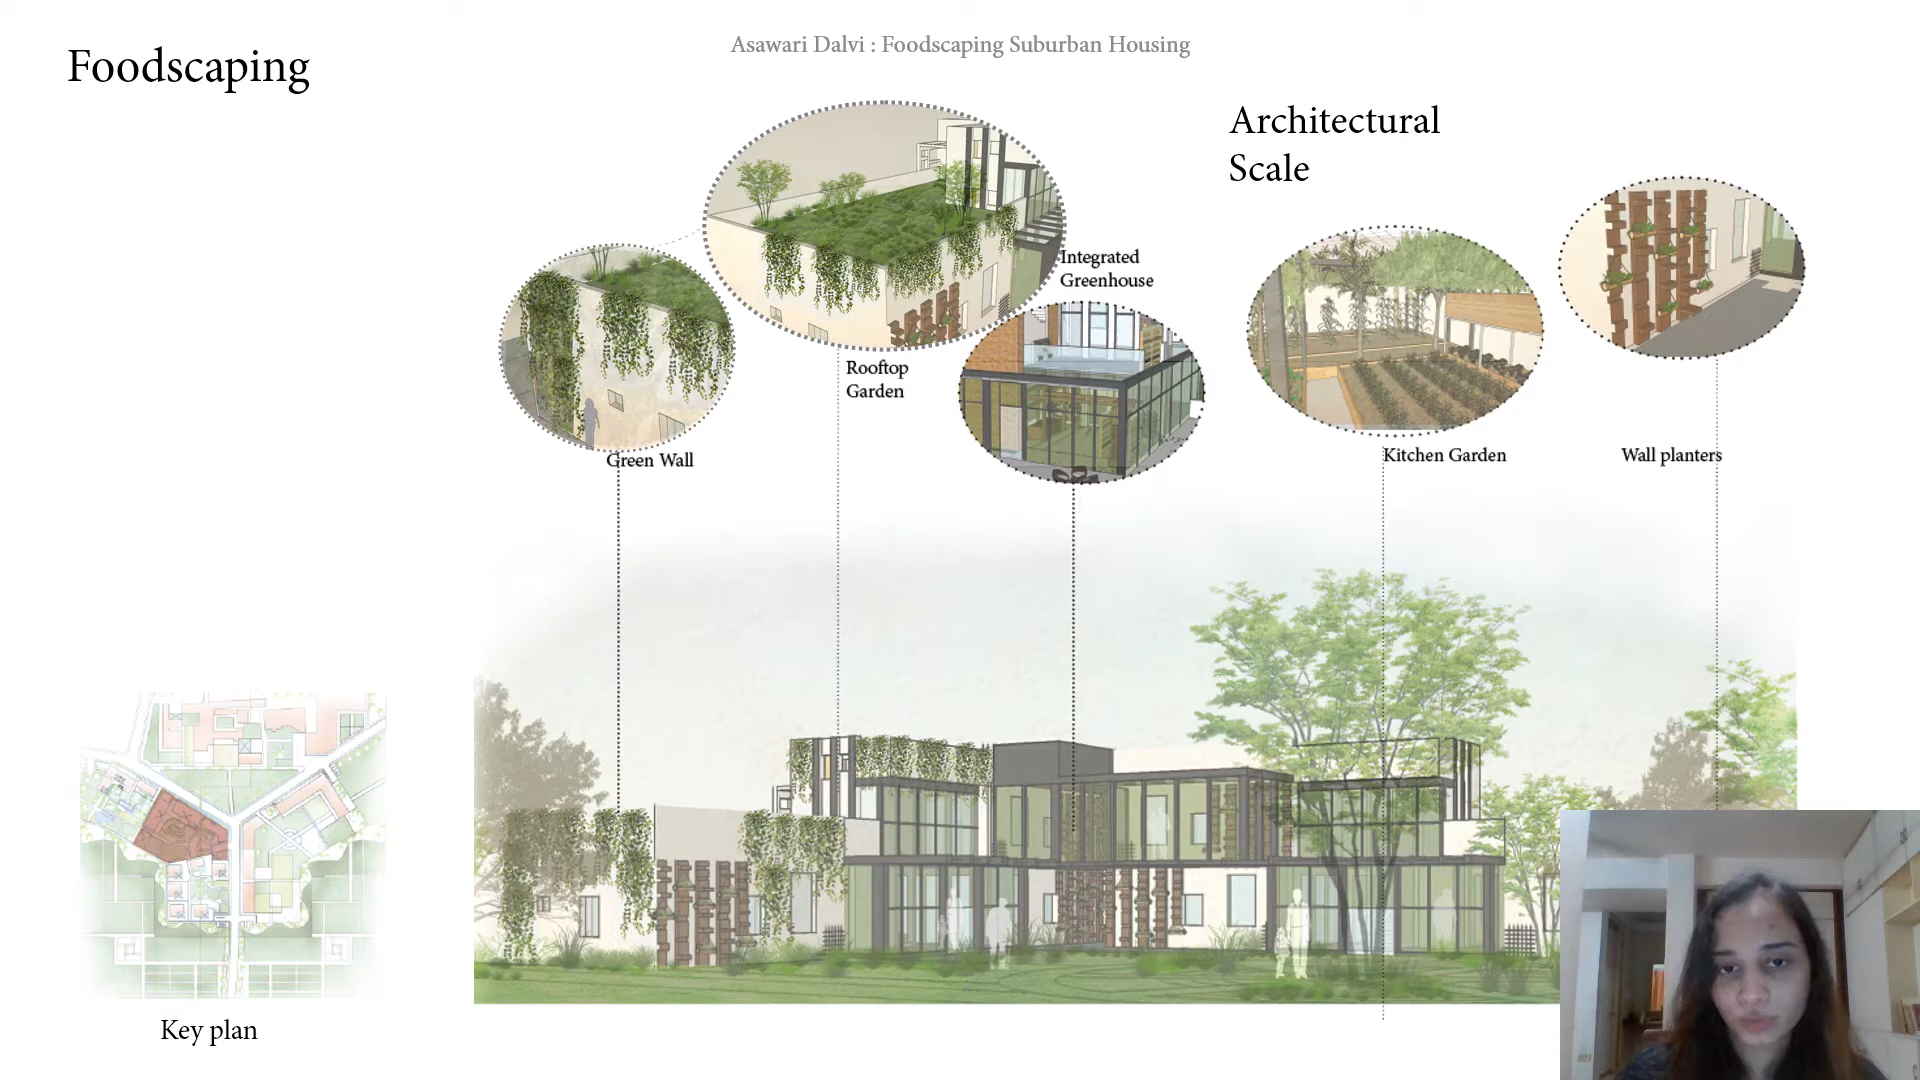 Asawari Dalvi : Foodscaping Suburban Housing
Foodscaping
Architectural
Scale
Integrated
Greenhouse
Rooftop
Garden
Green Wall
Kitchen Garden
Wall planters
Key plan